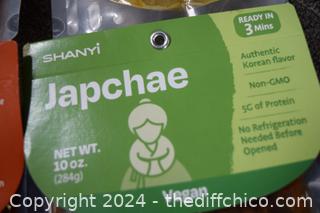 SHANYi
READY IN
3 Mins
Japchae
Authentic
Korean flavor
Non-GMO
5G of Protein
No Refrigeration
Needed Before
Opened
NET WT.
10 oz.
(284g)
Vegan
Copyright 2024 - www.thediffchico.com